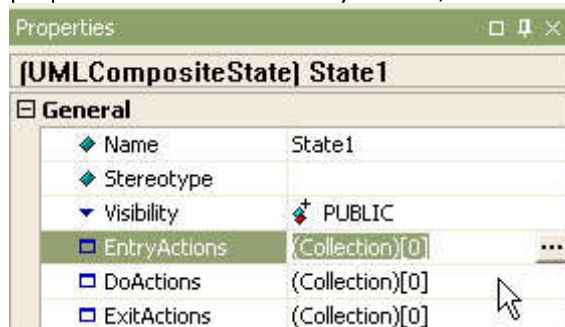 Properties
(UMLCompositeState) State1
General
Name State1
Stereotype
Visibility PUBLIC
EntryActions (Collection)[0] ...
DoActions (Collection)[0]
ExitActions (Collection)[0]